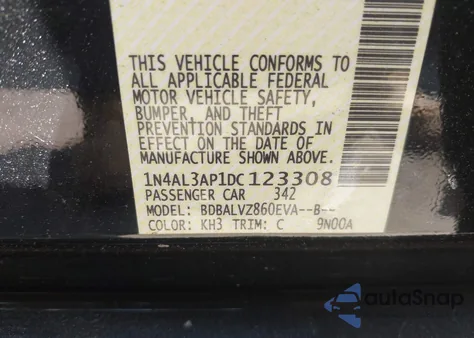 THIS VEHICLE CONFORMS TO
ALL APPLICABLE FEDERAL
MOTOR VEHICLE SAFETY,
BUMPER, AND THEFT
PREVENTION STANDARDS IN
EFFECT ON THE DATE OF
MANUFACTURE SHOWN ABOVE.
1N4AL3AP1DC123308
PASSENGER CAR 342
MODEL: BDBALVZ860EVA--B--
COLOR: KH3 TRIM: C 9N00A
autoSnap